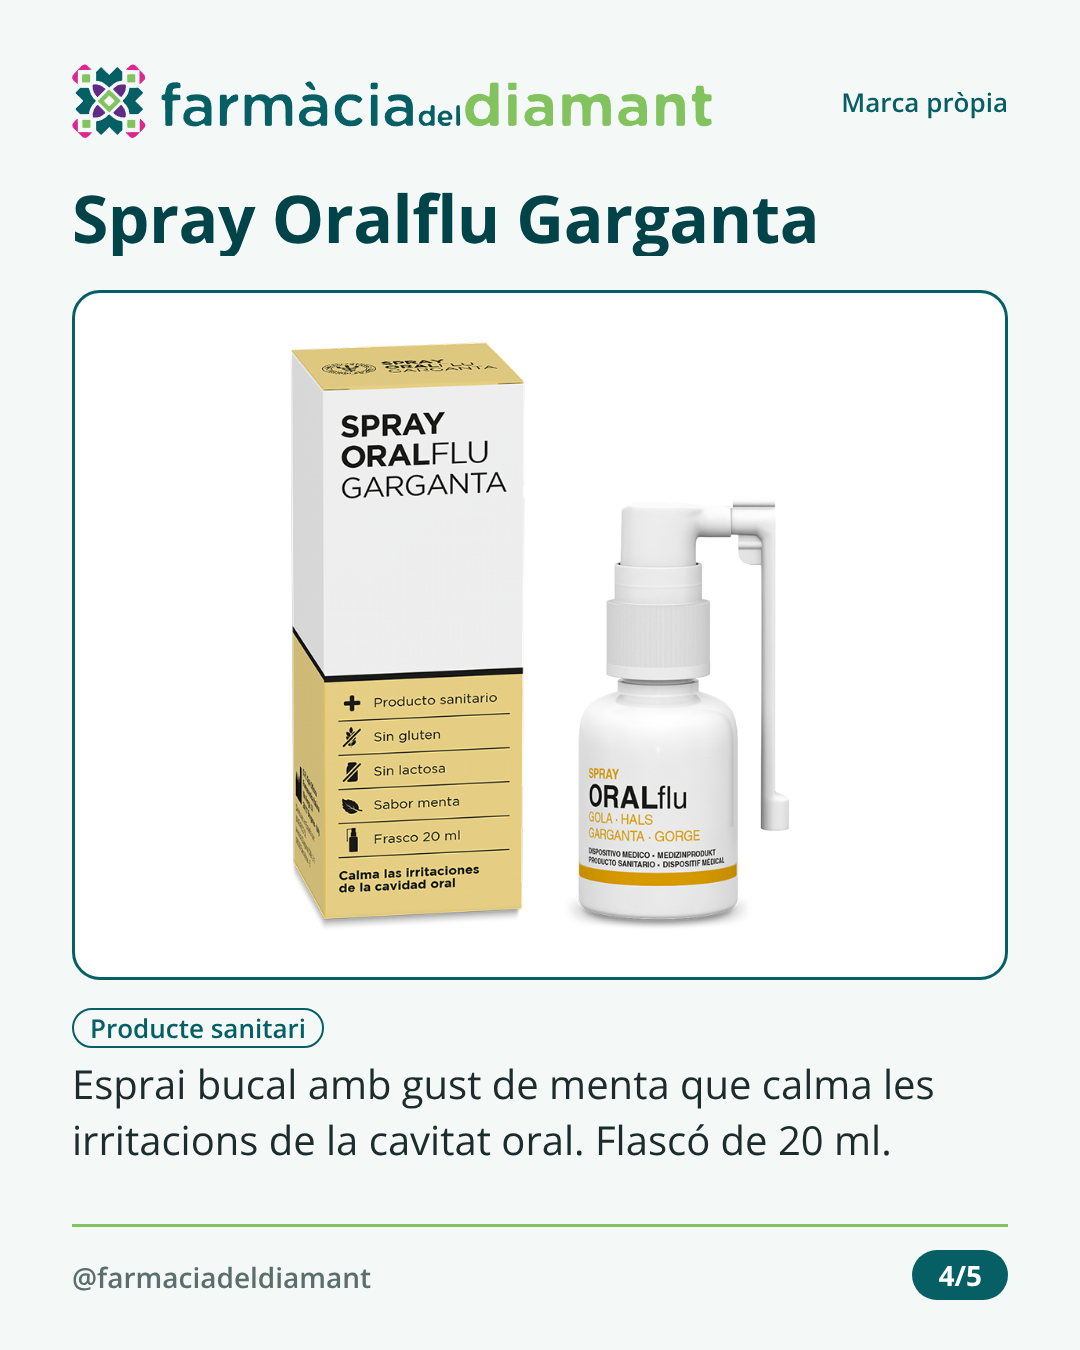 farmàciadeldiamant
Marca pròpia
Spray Oralflu Garganta
SPRAY
ORALFLU
GARGANTA
SPRAY
ORALFLU
GARGANTA
Producto sanitario
Sin gluten
Sin lactosa
Sabor menta
Frasco 20 ml
Calma las irritaciones
de la cavidad oral
SPRAY
ORALflu
GOLA · HALS
GARGANTA · GORGE
DISPOSITIVO MEDICO • MEDIZINPRODUKT
PRODUCTO SANITARIO • DISPOSITIF MÉDICAL
Producte sanitari
Esprai bucal amb gust de menta que calma les
irritacions de la cavitat oral. Flascó de 20 ml.
@farmaciadeldiamant
4/5